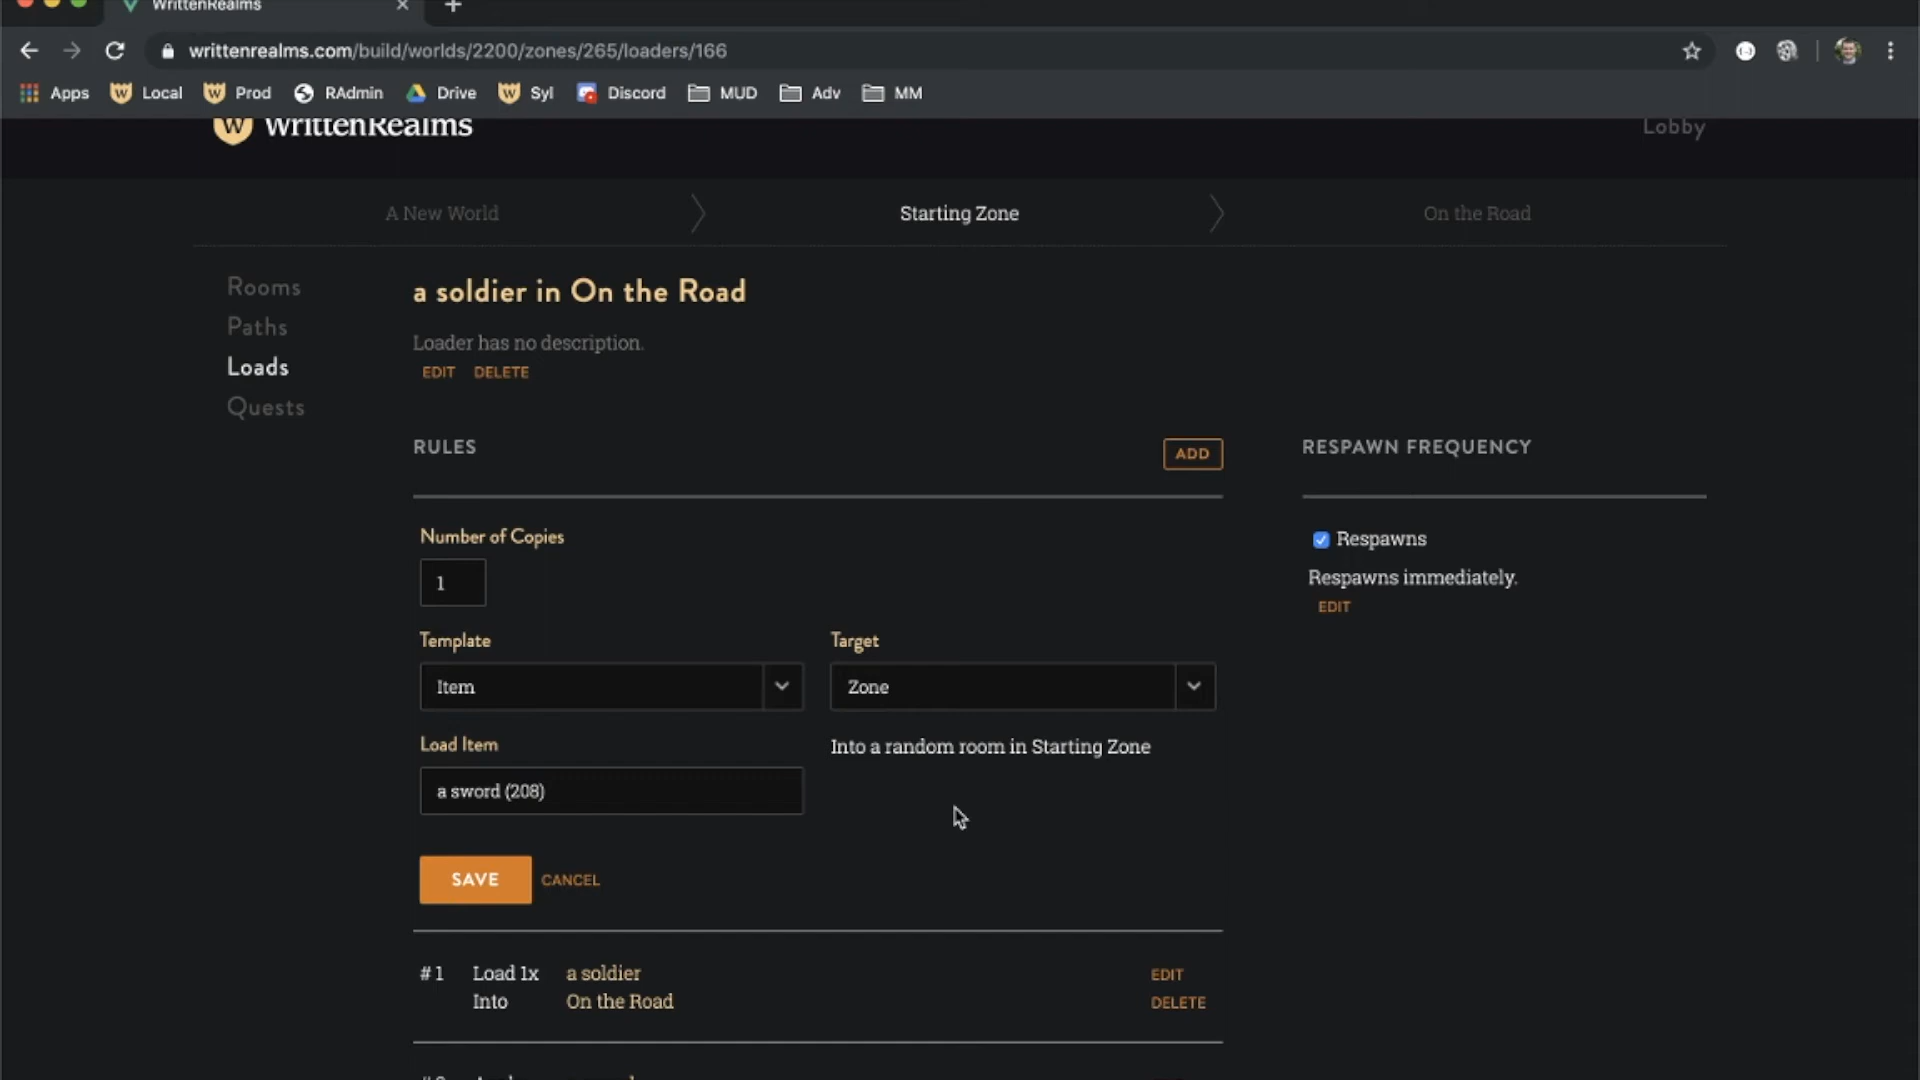 WrittenRealms
writtenrealms.com/build/worlds/2200/zones/265/loaders/166
Apps Local Prod RAdmin Drive Syl Discord MUD Adv MM
WrittenRealms
Lobby
A New World
Starting Zone
On the Road
Rooms
Paths
Loads
Quests
a soldier in On the Road
Loader has no description.
EDIT DELETE
RULES
ADD
Number of Copies
1
Template
Target
Item
Zone
Load Item
Into a random room in Starting Zone
a sword (208)
SAVE CANCEL
#1 Load 1x a soldier EDIT
Into On the Road DELETE
RESPAWN FREQUENCY
Respawns
Respawns immediately.
EDIT